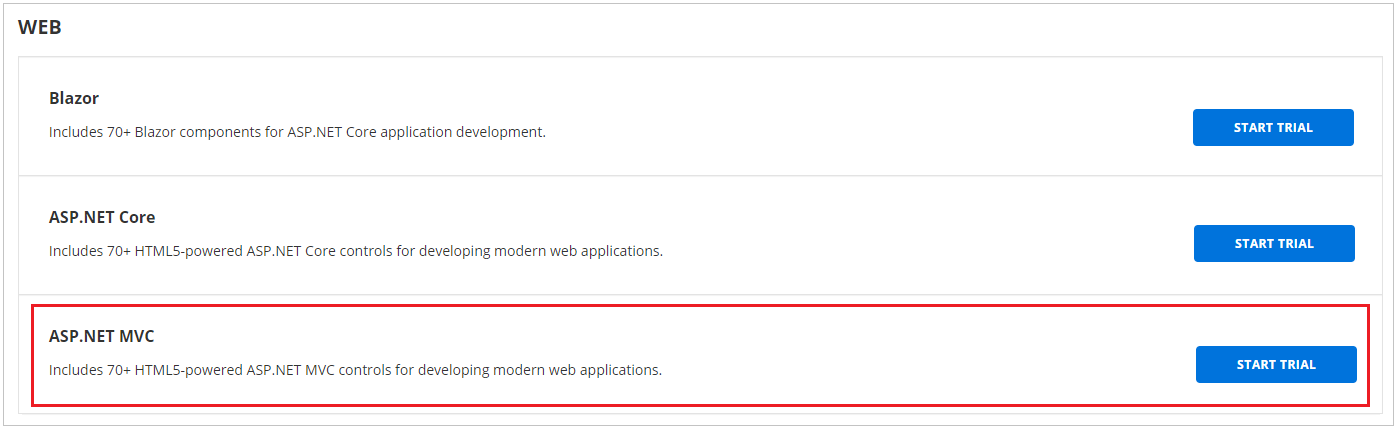 WEB
Blazor
Includes 70+ Blazor components for ASP.NET Core application development.
START TRIAL
ASP.NET Core
Includes 70+ HTML5-powered ASP.NET Core controls for developing modern web applications.
START TRIAL
ASP.NET MVC
Includes 70+ HTML5-powered ASP.NET MVC controls for developing modern web applications.
START TRIAL